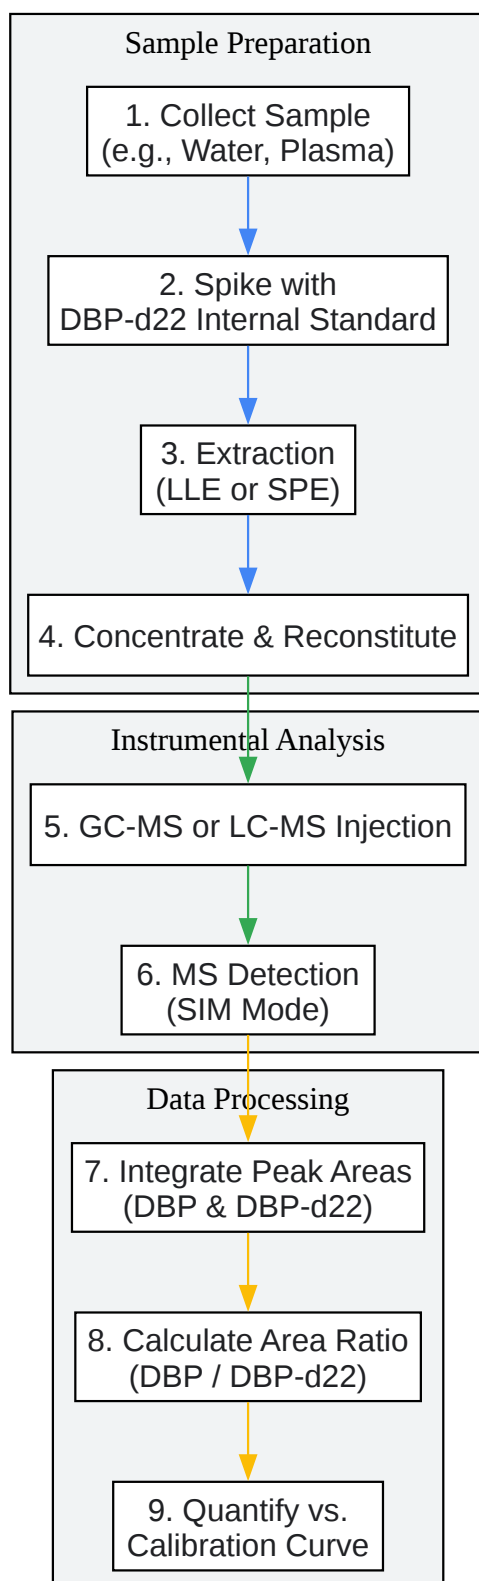 Sample Preparation
1. Collect Sample
(e.g., Water, Plasma)
2. Spike with
DBP-d22 Internal Standard
3. Extraction
(LLE or SPE)
4. Concentrate & Reconstitute
Instrumental Analysis
5. GC-MS or LC-MS Injection
6. MS Detection
(SIM Mode)
Data Processing
7. Integrate Peak Areas
(DBP & DBP-d22)
8. Calculate Area Ratio
(DBP / DBP-d22)
9. Quantify vs.
Calibration Curve